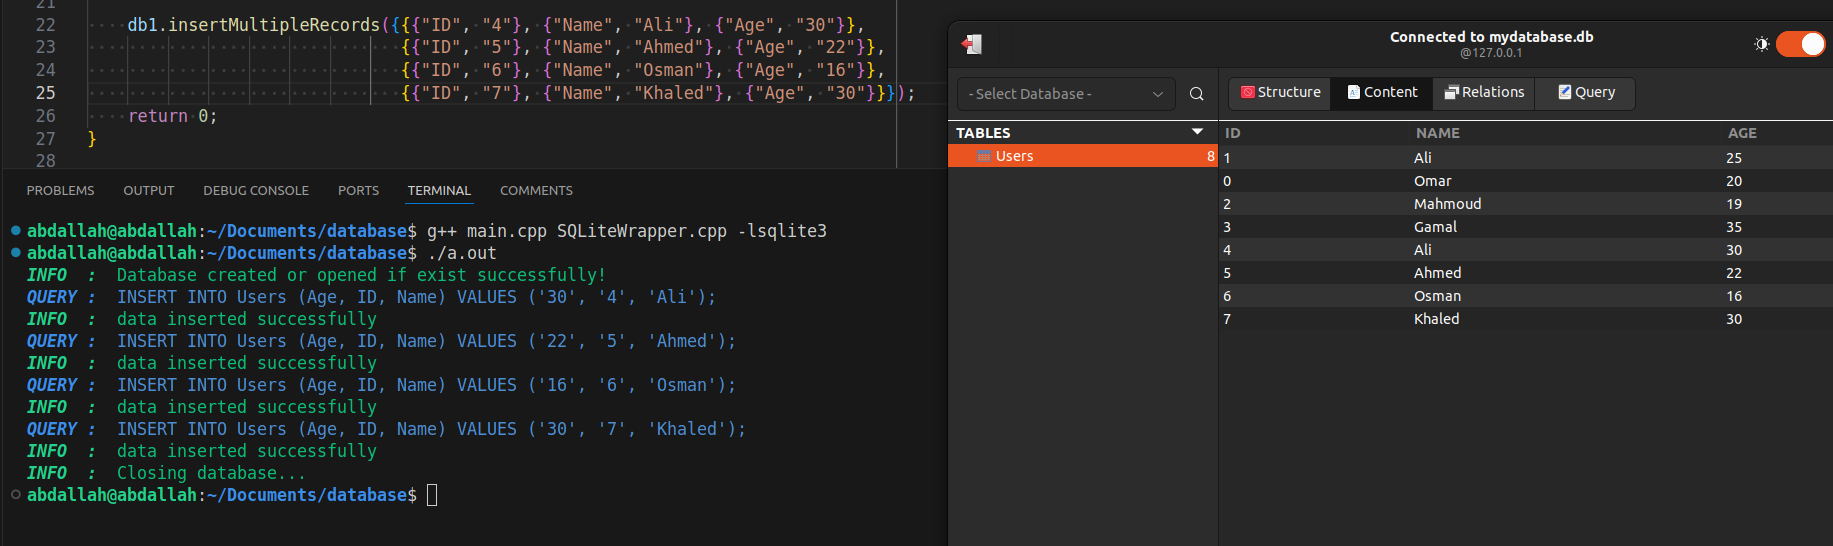 21
22 db1.insertMultipleRecords({{{"ID", "4"}, {"Name", "Ali"}, {"Age", "30"}},
23 {{"ID", "5"}, {"Name", "Ahmed"}, {"Age", "22"}},
24 {{"ID", "6"}, {"Name", "Osman"}, {"Age", "16"}},
25 {{"ID", "7"}, {"Name", "Khaled"}, {"Age", "30"}}});
26 return 0;
27 }
28
PROBLEMS OUTPUT DEBUG CONSOLE PORTS TERMINAL COMMENTS
abdallah@abdallah:~/Documents/database$ g++ main.cpp SQLiteWrapper.cpp -lsqlite3
abdallah@abdallah:~/Documents/database$ ./a.out
INFO : Database created or opened if exist successfully!
QUERY : INSERT INTO Users (Age, ID, Name) VALUES ('30', '4', 'Ali');
INFO : data inserted successfully
QUERY : INSERT INTO Users (Age, ID, Name) VALUES ('22', '5', 'Ahmed');
INFO : data inserted successfully
QUERY : INSERT INTO Users (Age, ID, Name) VALUES ('16', '6', 'Osman');
INFO : data inserted successfully
QUERY : INSERT INTO Users (Age, ID, Name) VALUES ('30', '7', 'Khaled');
INFO : data inserted successfully
INFO : Closing database...
abdallah@abdallah:~/Documents/database$
Connected to mydatabase.db
@127.0.0.1
- Select Database -
Structure Content Relations Query
TABLES
Users 8
ID NAME AGE
1 Ali 25
0 Omar 20
2 Mahmoud 19
3 Gamal 35
4 Ali 30
5 Ahmed 22
6 Osman 16
7 Khaled 30